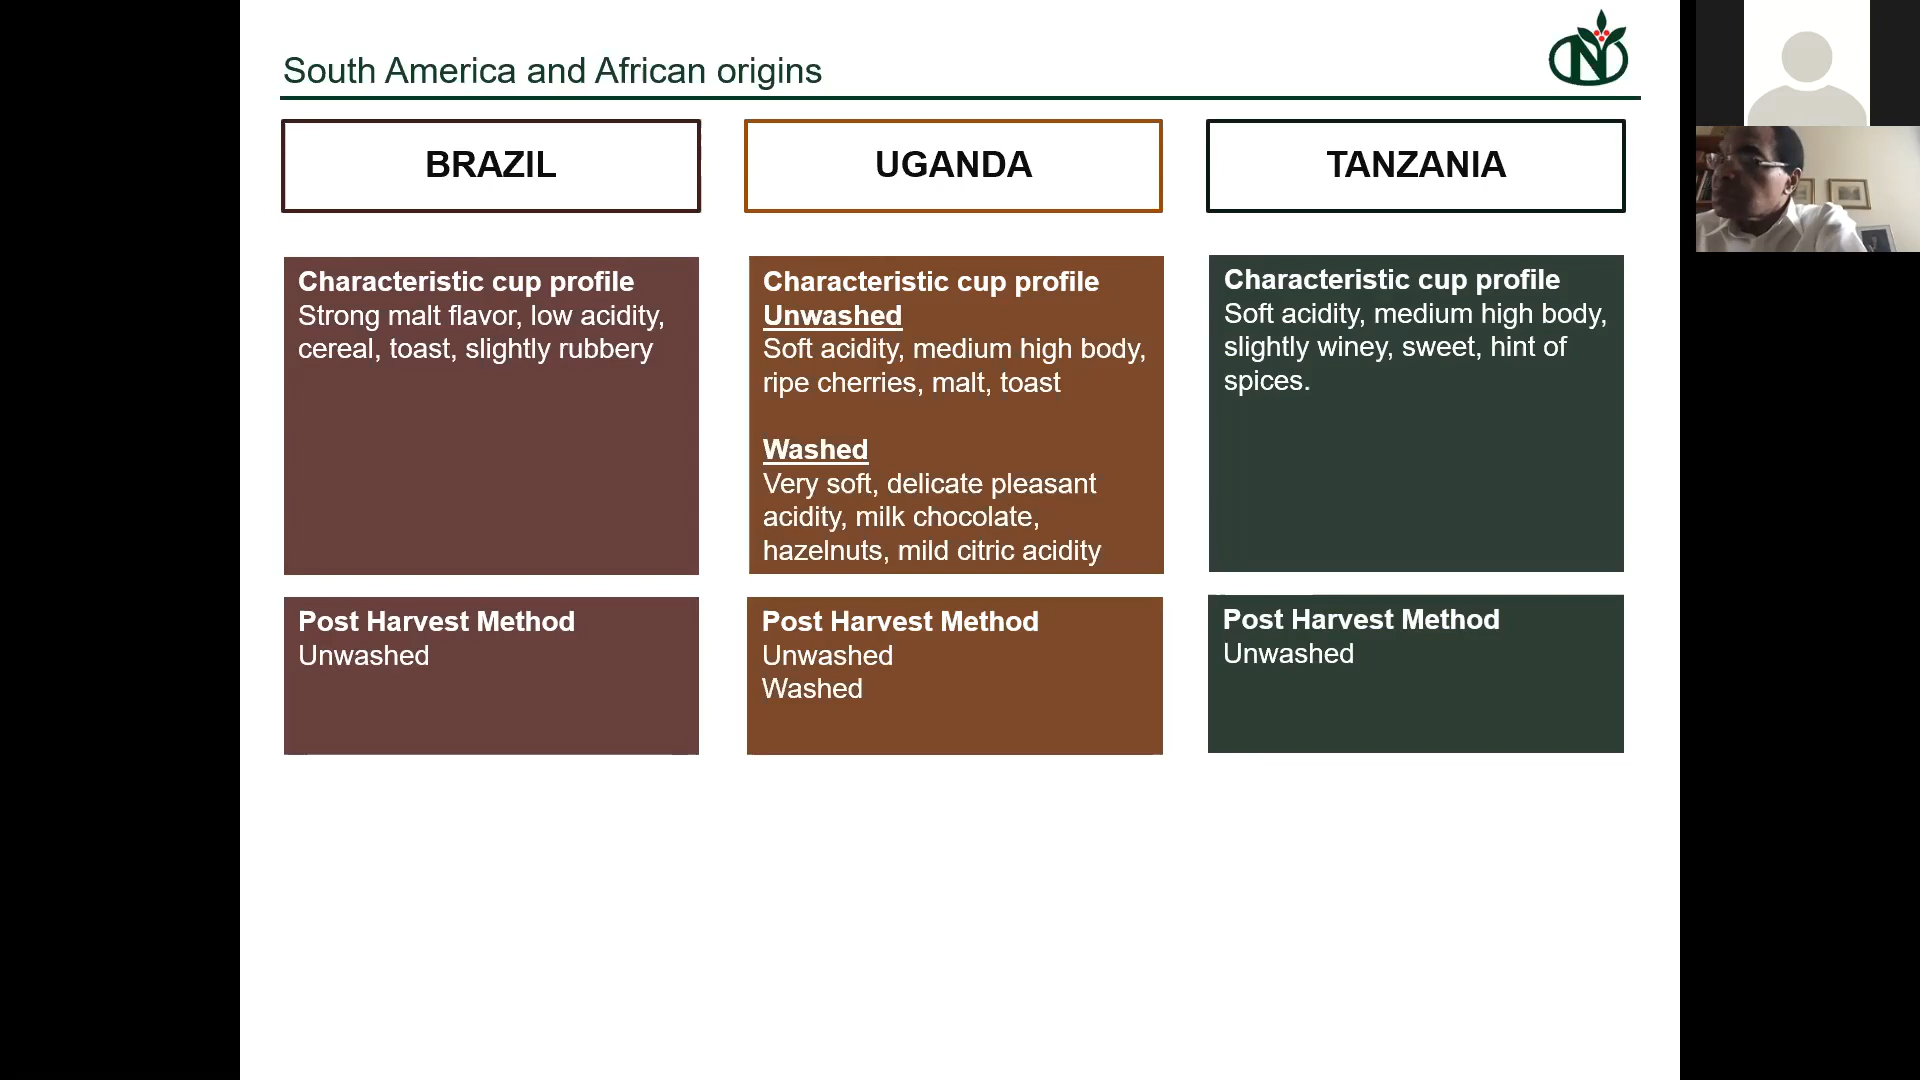 South America and African origins
N
BRAZIL
UGANDA
TANZANIA
Characteristic cup profile
Strong malt flavor, low acidity,
cereal, toast, slightly rubbery
Characteristic cup profile
Unwashed
Soft acidity, medium high body,
ripe cherries, malt, toast
Washed
Very soft, delicate pleasant
acidity, milk chocolate,
hazelnuts, mild citric acidity
Characteristic cup profile
Soft acidity, medium high body,
slightly winey, sweet, hint of
spices.
Post Harvest Method
Unwashed
Post Harvest Method
Unwashed
Washed
Post Harvest Method
Unwashed